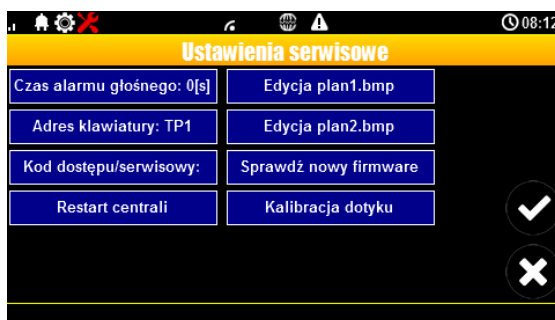 08:12
Ustawienia serwisowe
Czas alarmu głośnego: 0[s]
Edycja plan1.bmp
Adres klawiatury: TP1
Edycja plan2.bmp
Kod dostępu/serwisowy:
Sprawdź nowy firmware
Restart centrali
Kalibracja dotyku